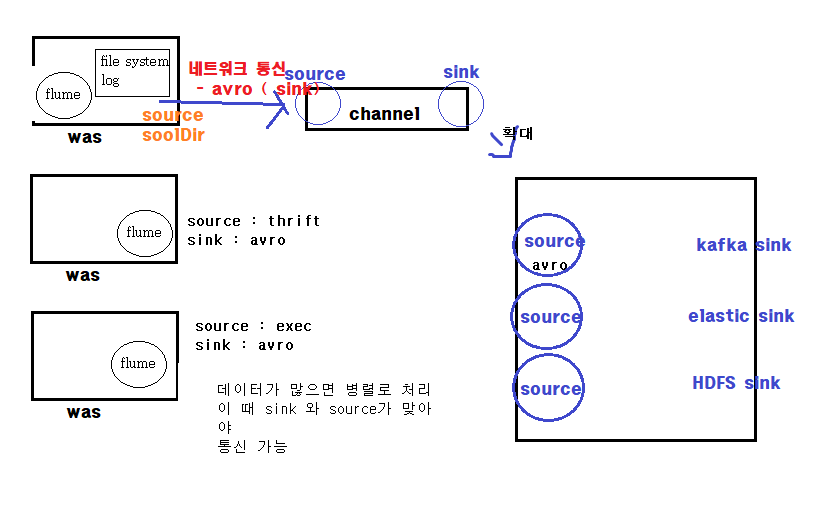 file system
log
flume
source
soolDir
was
네트워크 통신
- avro ( sink)
source
sink
channel
확대
flume
source : thrift
sink : avro
was
flume
source : exec
sink : avro
was
데이터가 많으면 병렬로 처리
이 때 sink 와 source가 맞아
야
통신 가능
source
avro
source
source
kafka sink
elastic sink
HDFS sink